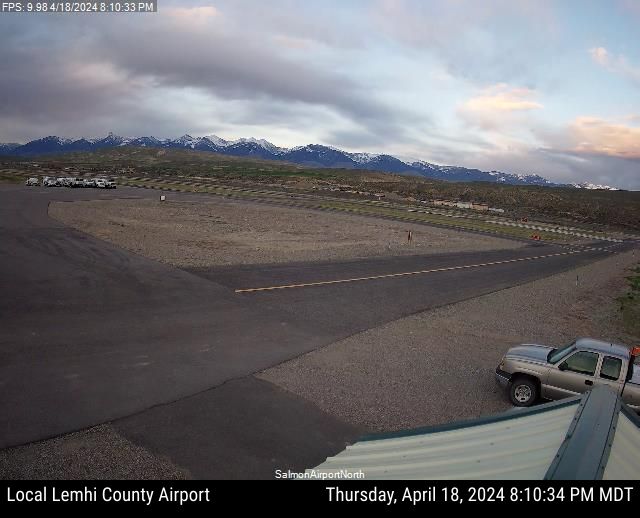 FPS: 9.98 4/18/2024 8:10:33 PM
SalmonAirportNorth
Local Lemhi County Airport
Thursday, April 18, 2024 8:10:34 PM MDT